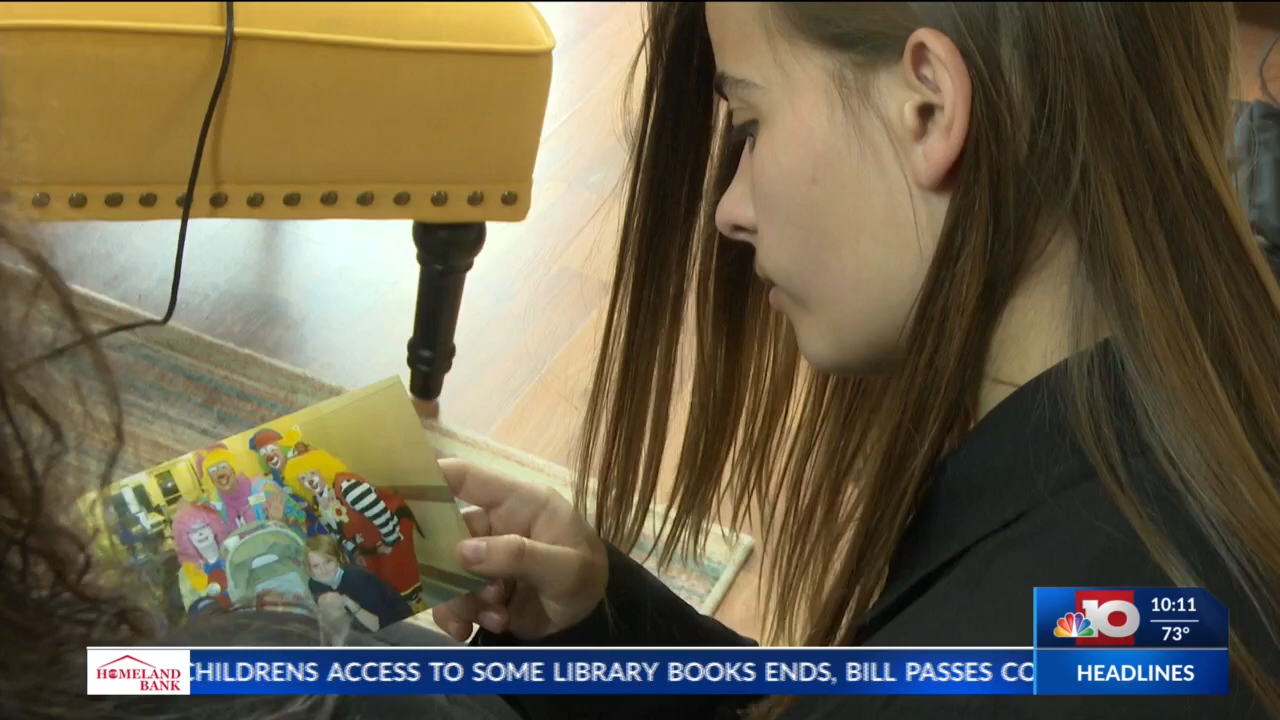 10
10:11
73°
HOMELAND
BANK
CHILDRENS ACCESS TO SOME LIBRARY BOOKS ENDS, BILL PASSES CO
HEADLINES